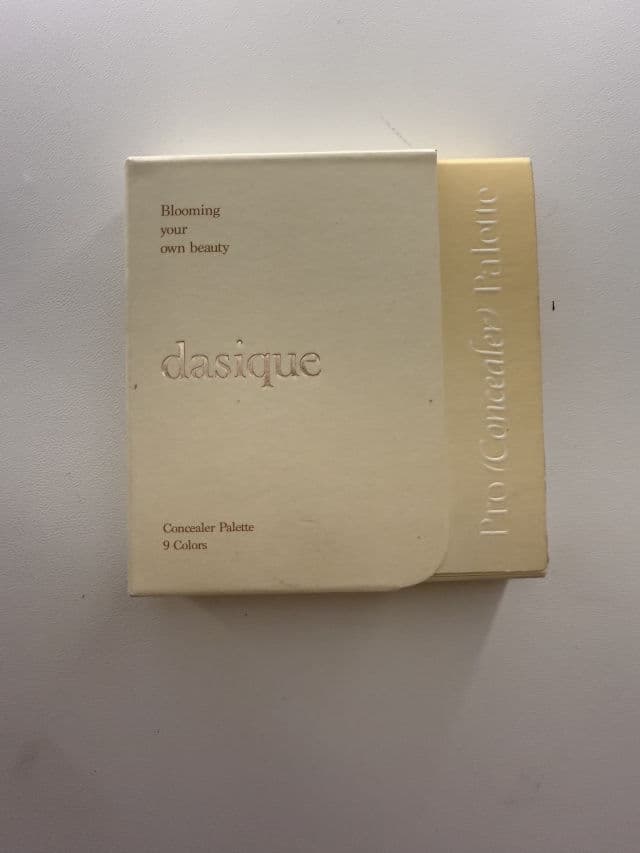 Blooming
your
own beauty
dasique
Concealer Palette
9 Colors
Pro (Concealer) Palette